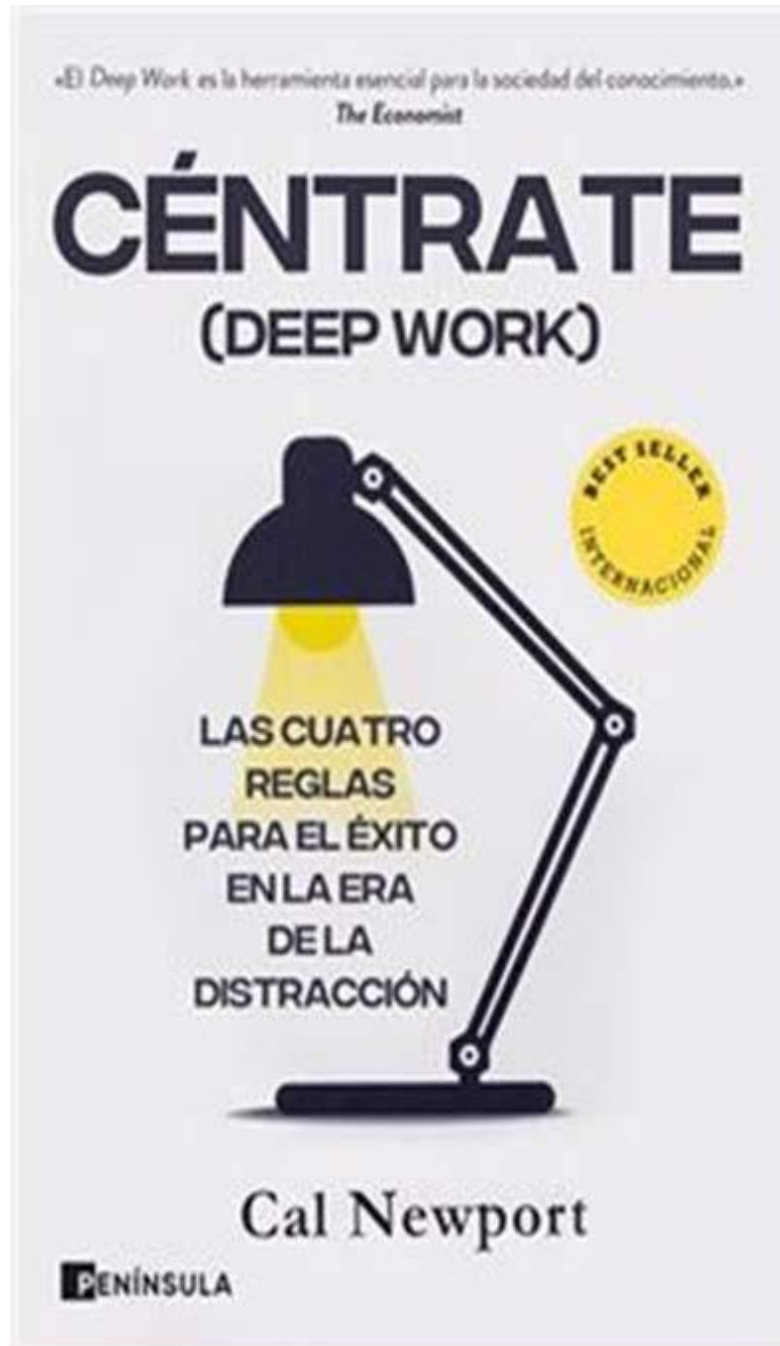 «El Deep Work es la herramienta esencial para la sociedad del conocimiento.»
The Economist
CÉNTRATE
(DEEP WORK)
BEST SELLER
INTERNACIONAL
LAS CUATRO
REGLAS
PARA EL ÉXITO
EN LA ERA
DE LA
DISTRACCIÓN
Cal Newport
PENÍNSULA